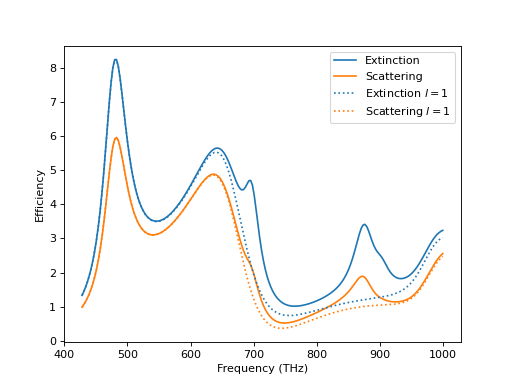 Extinction
Scattering
Extinction l = 1
Scattering l = 1
Efficiency
8
7
6
5
4
3
2
1
0
400 500 600 700 800 900 1000
Frequency (THz)